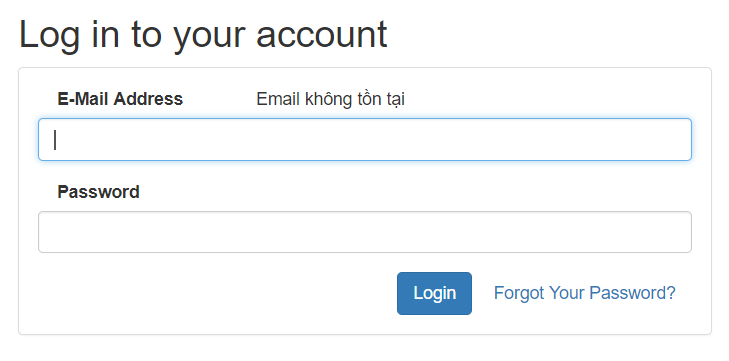 Log in to your account
E-Mail Address Email không tồn tại
Password
Login Forgot Your Password?